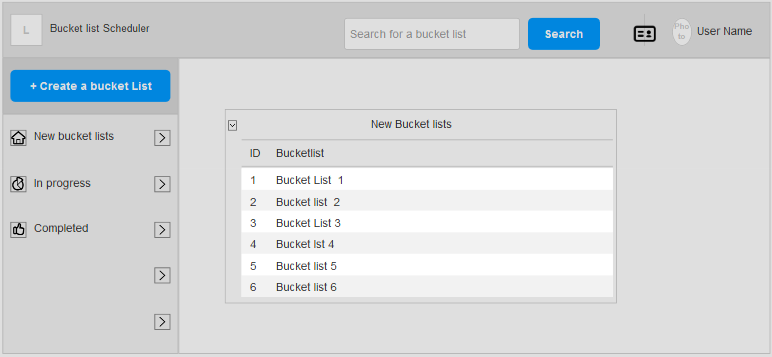 L
Bucket list Scheduler
Search for a bucket list
Search
Pho
to
User Name
+ Create a bucket List
New bucket lists
In progress
Completed
New Bucket lists
ID Bucketlist
1 Bucket List 1
2 Bucket list 2
3 Bucket List 3
4 Bucket lst 4
5 Bucket list 5
6 Bucket list 6